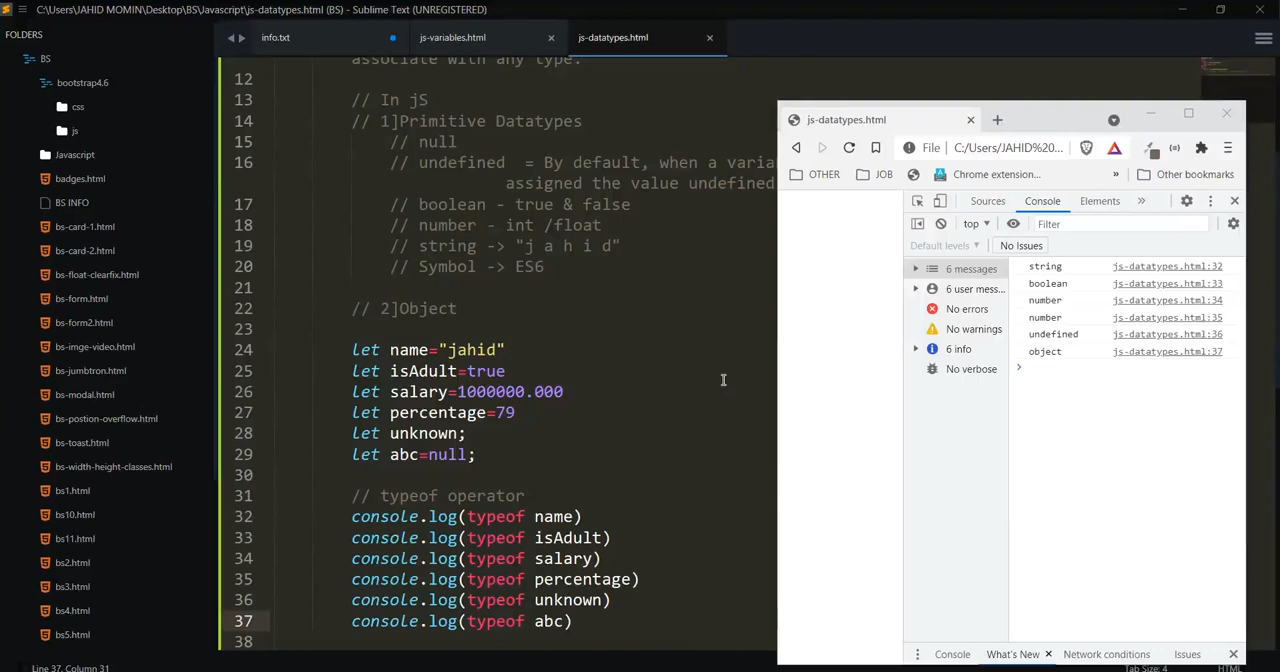 C:\Users\JAHID MOMIN\Desktop\BS\Javascript\js-datatypes.html (BS) - Sublime Text (UNREGISTERED)
FOLDERS
BS
bootstrap4.6
css
js
Javascript
badges.html
BS INFO
bs-card-1.html
bs-card-2.html
bs-float-clearfix.html
bs-form.html
bs-form2.html
bs-imge-video.html
bs-jumbtron.html
bs-modal.html
bs-postion-overflow.html
bs-toast.html
bs-width-height-classes.html
bs1.html
bs10.html
bs11.html
bs2.html
bs3.html
bs4.html
bs5.html
info.txt
js-variables.html
js-datatypes.html
associate with any type.
12
13 // In jS
14 // 1]Primitive Datatypes
15 // null
16 // undefined = By default, when a varia
assigned the value undefined
17 // boolean - true & false
18 // number - int /float
19 // string -> "j a h i d"
20 // Symbol -> ES6
21
22 // 2]Object
23
24 let name="jahid"
25 let isAdult=true
26 let salary=1000000.000
27 let percentage=79
28 let unknown;
29 let abc=null;
30
31 // typeof operator
32 console.log(typeof name)
33 console.log(typeof isAdult)
34 console.log(typeof salary)
35 console.log(typeof percentage)
36 console.log(typeof unknown)
37 console.log(typeof abc)
38
js-datatypes.html
File C:/Users/JAHID%20...
OTHER JOB Chrome extension... » Other bookmarks
Sources Console Elements »
top Filter
Default levels No Issues
6 messages
6 user mess...
No errors
No warnings
6 info
No verbose
string js-datatypes.html:32
boolean js-datatypes.html:33
number js-datatypes.html:34
number js-datatypes.html:35
undefined js-datatypes.html:36
object js-datatypes.html:37
Console What's New Network conditions Issues
Line 37, Column 31
Tab Size: 4
HTML